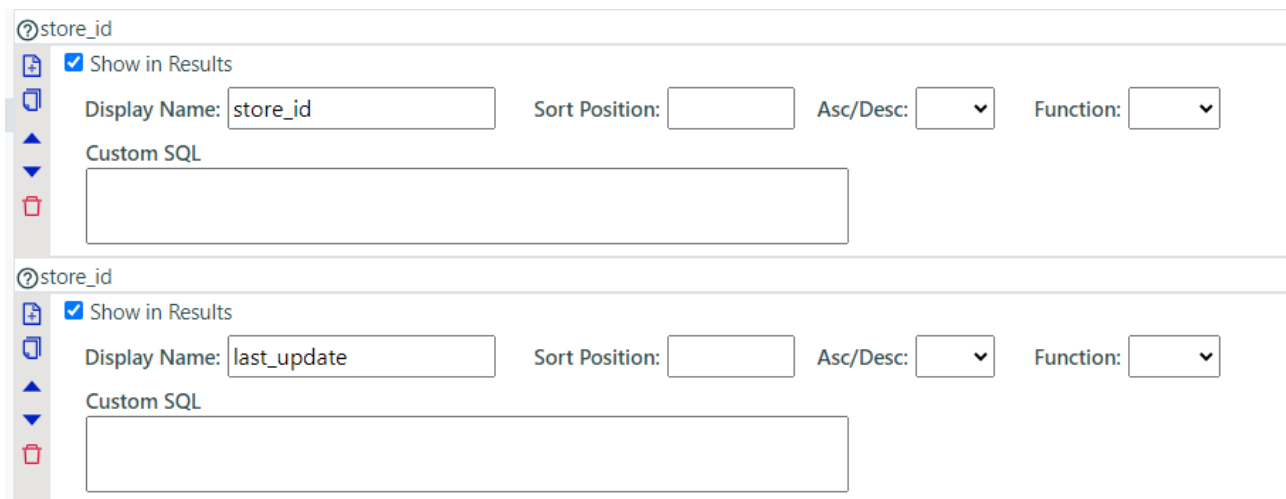 store_id
Show in Results
Display Name: store_id Sort Position: Asc/Desc: Function:
Custom SQL
store_id
Show in Results
Display Name: last_update Sort Position: Asc/Desc: Function:
Custom SQL